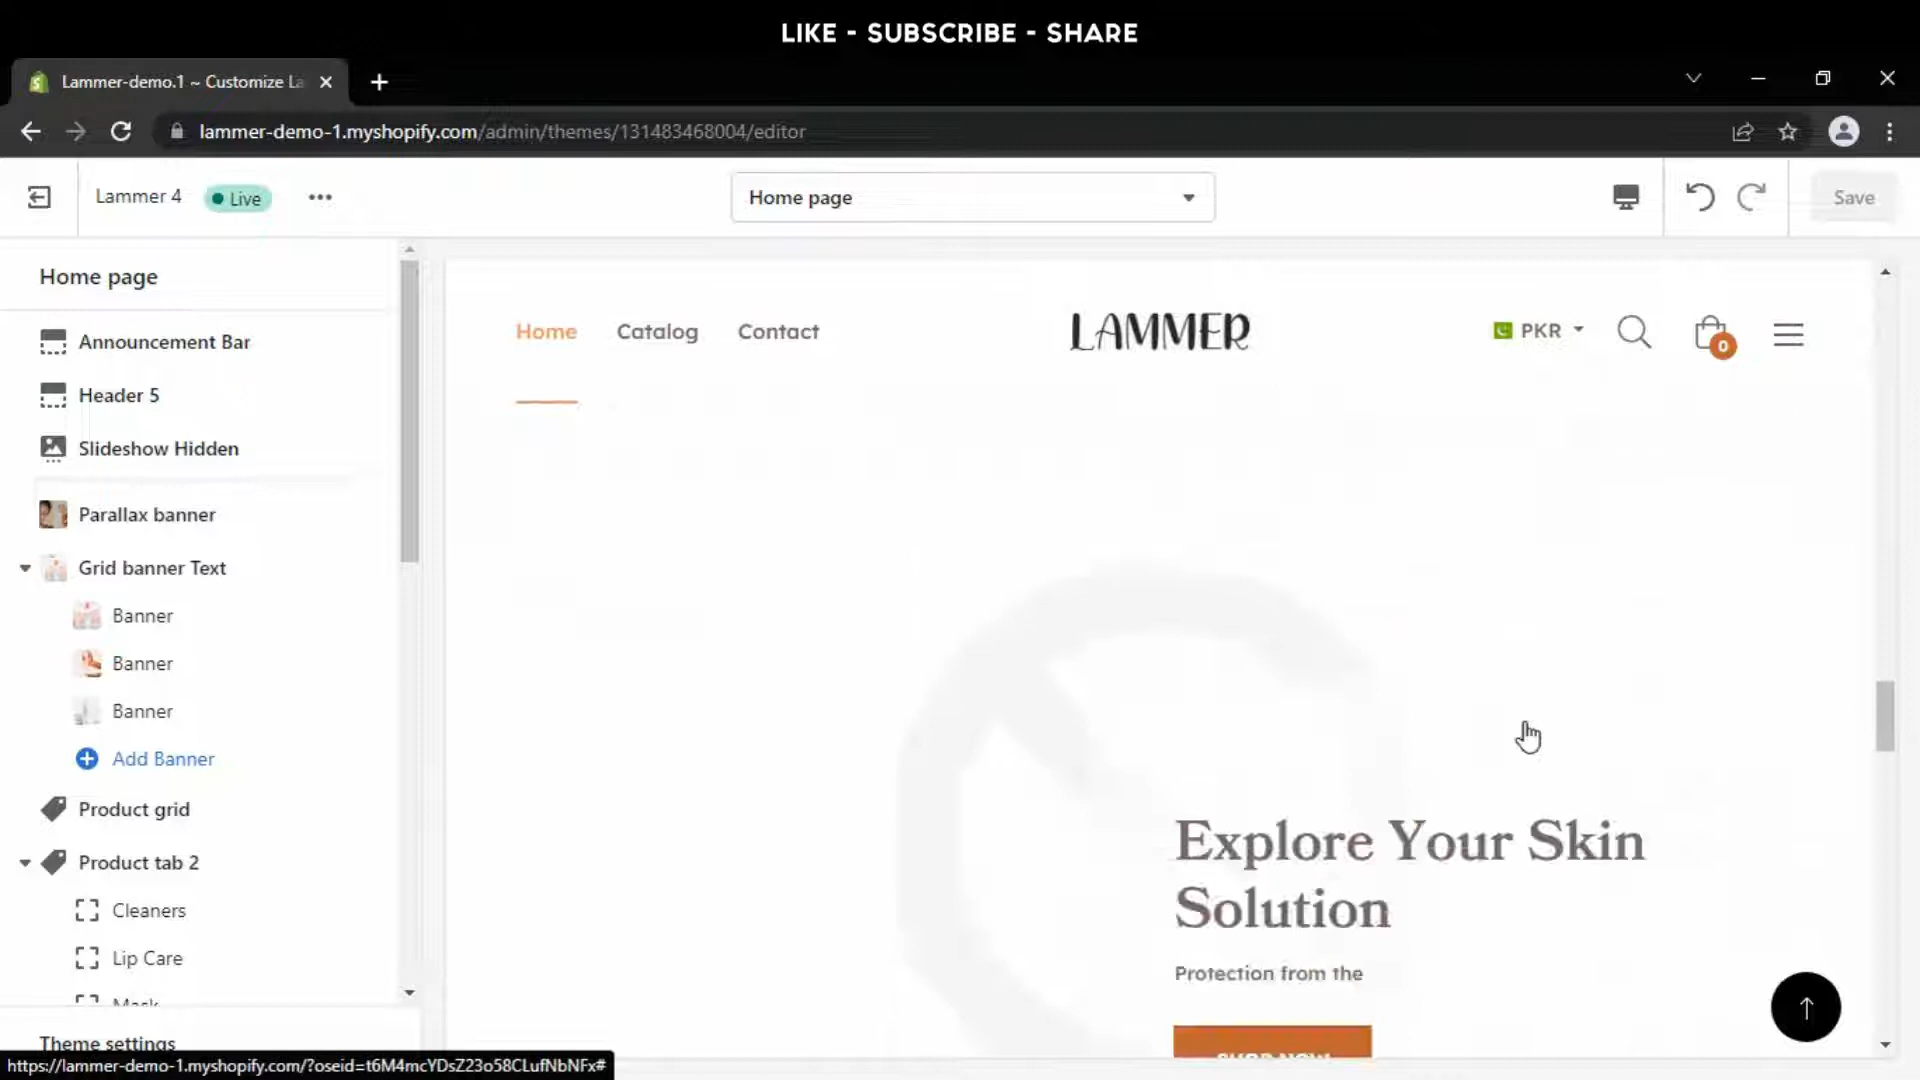 LIKE - SUBSCRIBE - SHARE
Lammer-demo.1 ~ Customize La
lammer-demo-1.myshopify.com/admin/themes/131483468004/editor
Lammer 4
Live
Home page
Save
Home page
Announcement Bar
Header 5
Slideshow Hidden
Parallax banner
Grid banner Text
Banner
Banner
Banner
Add Banner
Product grid
Product tab 2
Cleaners
Lip Care
Mask
Theme settings
https://lammer-demo-1.myshopify.com/?oseid=t6M4mcYDsZ23o58CLufNbNFx#
Home
Catalog
Contact
LAMMER
PKR
0
Explore Your Skin
Solution
Protection from the
SHOP NOW